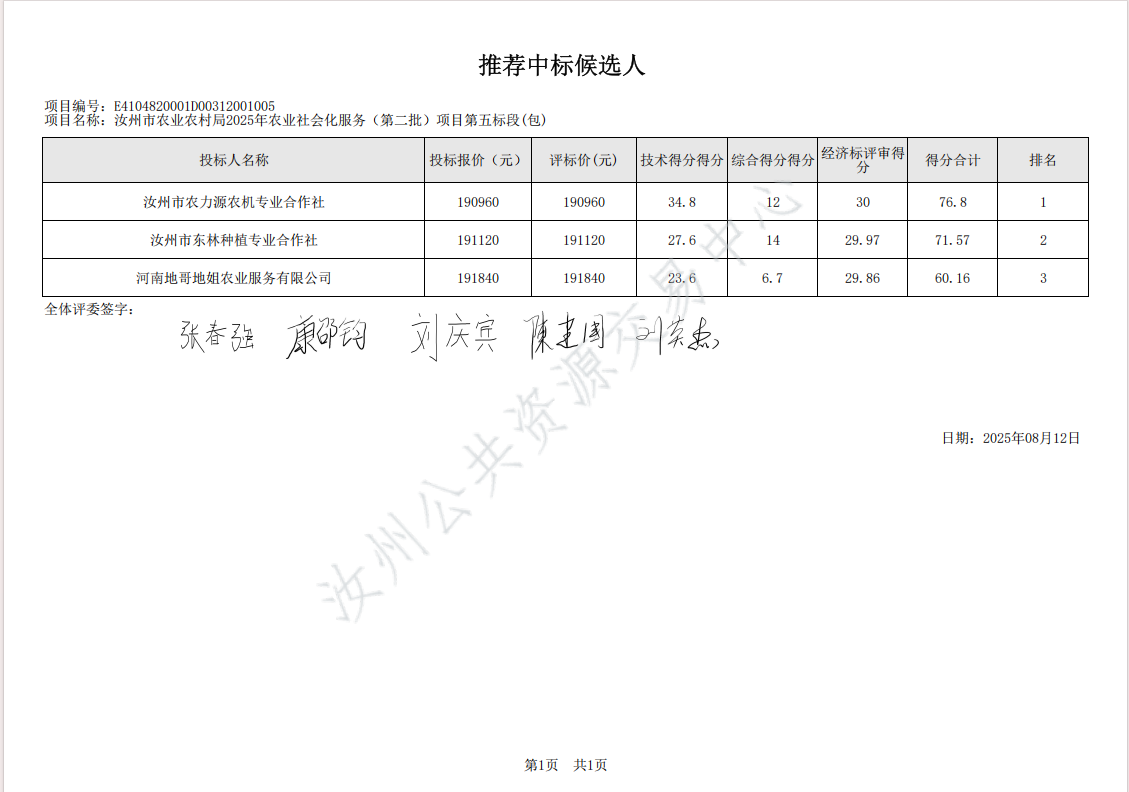 推荐中标候选人
项目编号：E4104820001D00312001005
项目名称：汝州市农业农村局2025年农业社会化服务（第二批）项目第五标段(包)
投标人名称 投标报价（元） 评标价(元) 技术得分得分 综合得分得分 经济标评审得分 得分合计 排名
汝州市农力源农机专业合作社 190960 190960 34.8 12 30 76.8 1
汝州市东林种植专业合作社 191120 191120 27.6 14 29.97 71.57 2
河南地哥地姐农业服务有限公司 191840 191840 23.6 6.7 29.86 60.16 3
全体评委签字：
张春强 康邵钧 刘庆宾 陈建国 刘英杰
日期：2025年08月12日
汝州公共资源交易中心
第1页 共1页